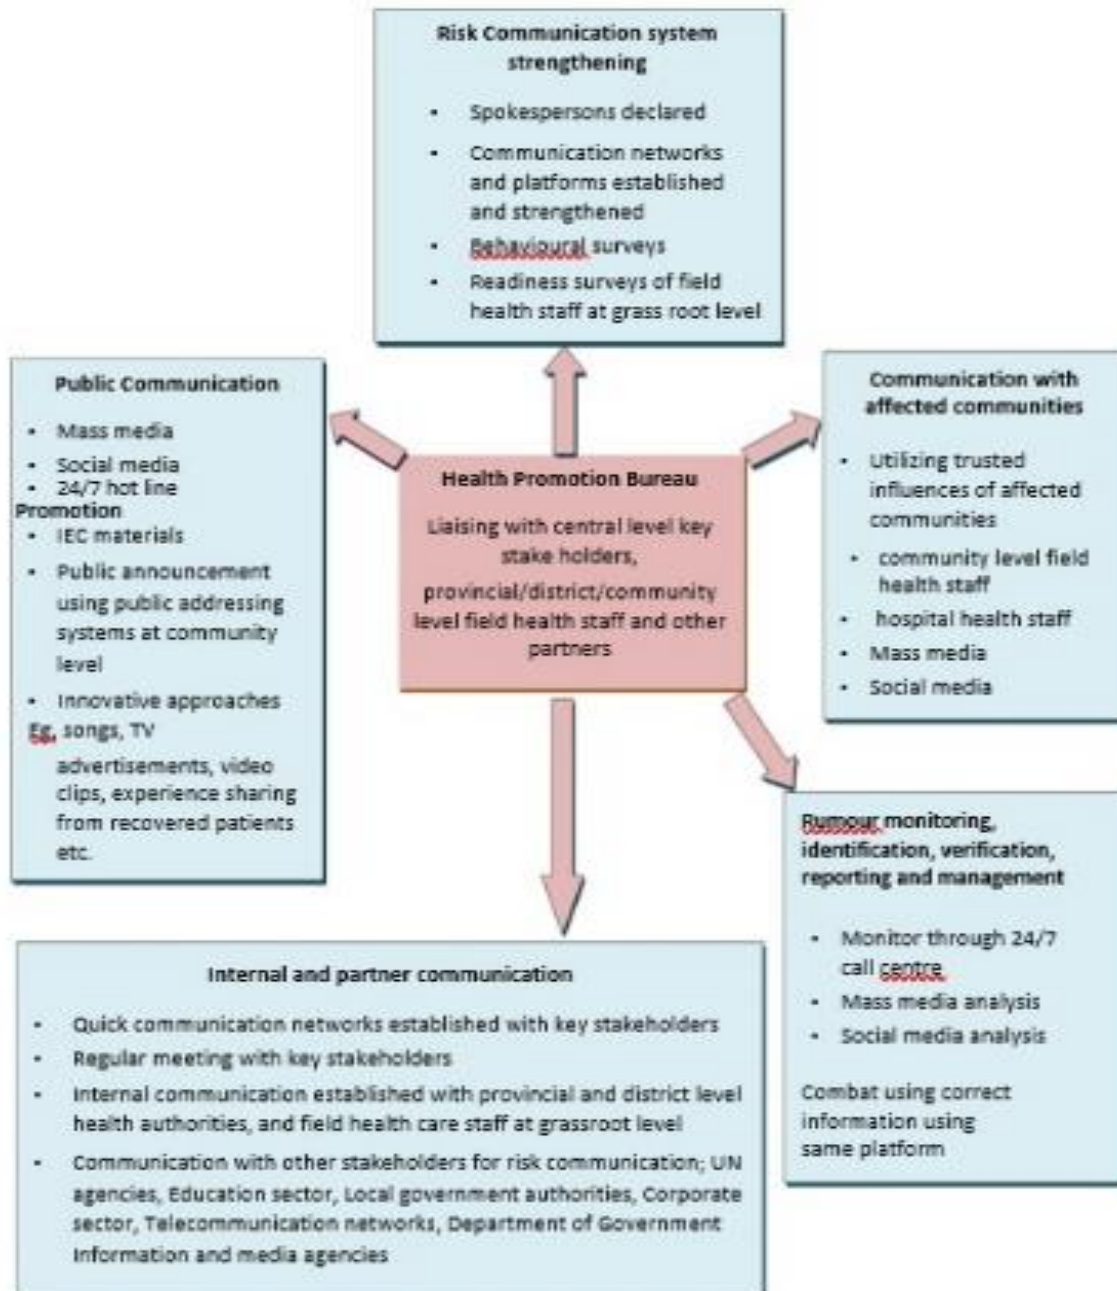 Risk Communication system
strengthening
• Spokespersons declared
• Communication networks
and platforms established
and strengthened
• Behavioural surveys
• Readiness surveys of field
health staff at grass root level
Public Communication
• Mass media
• Social media
• 24/7 hot line
Promotion
• IEC materials
• Public announcement
using public addressing
systems at community
level
• Innovative approaches
Eg, songs, TV
advertisements, video
clips, experience sharing
from recovered patients
etc.
Health Promotion Bureau
Liaising with central level key
stake holders,
provincial/district/community
level field health staff and other
partners
Communication with
affected communities
• Utilizing trusted
influences of affected
communities
• community level field
health staff
• hospital health staff
• Mass media
• Social media
Rumour monitoring,
identification, verification,
reporting and management
• Monitor through 24/7
call centre
• Mass media analysis
• Social media analysis
Combat using correct
information using
same platform
Internal and partner communication
• Quick communication networks established with key stakeholders
• Regular meeting with key stakeholders
• Internal communication established with provincial and district level
health authorities, and field health care staff at grassroot level
• Communication with other stakeholders for risk communication; UN
agencies, Education sector, Local government authorities, Corporate
sector, Telecommunication networks, Department of Government
Information and media agencies